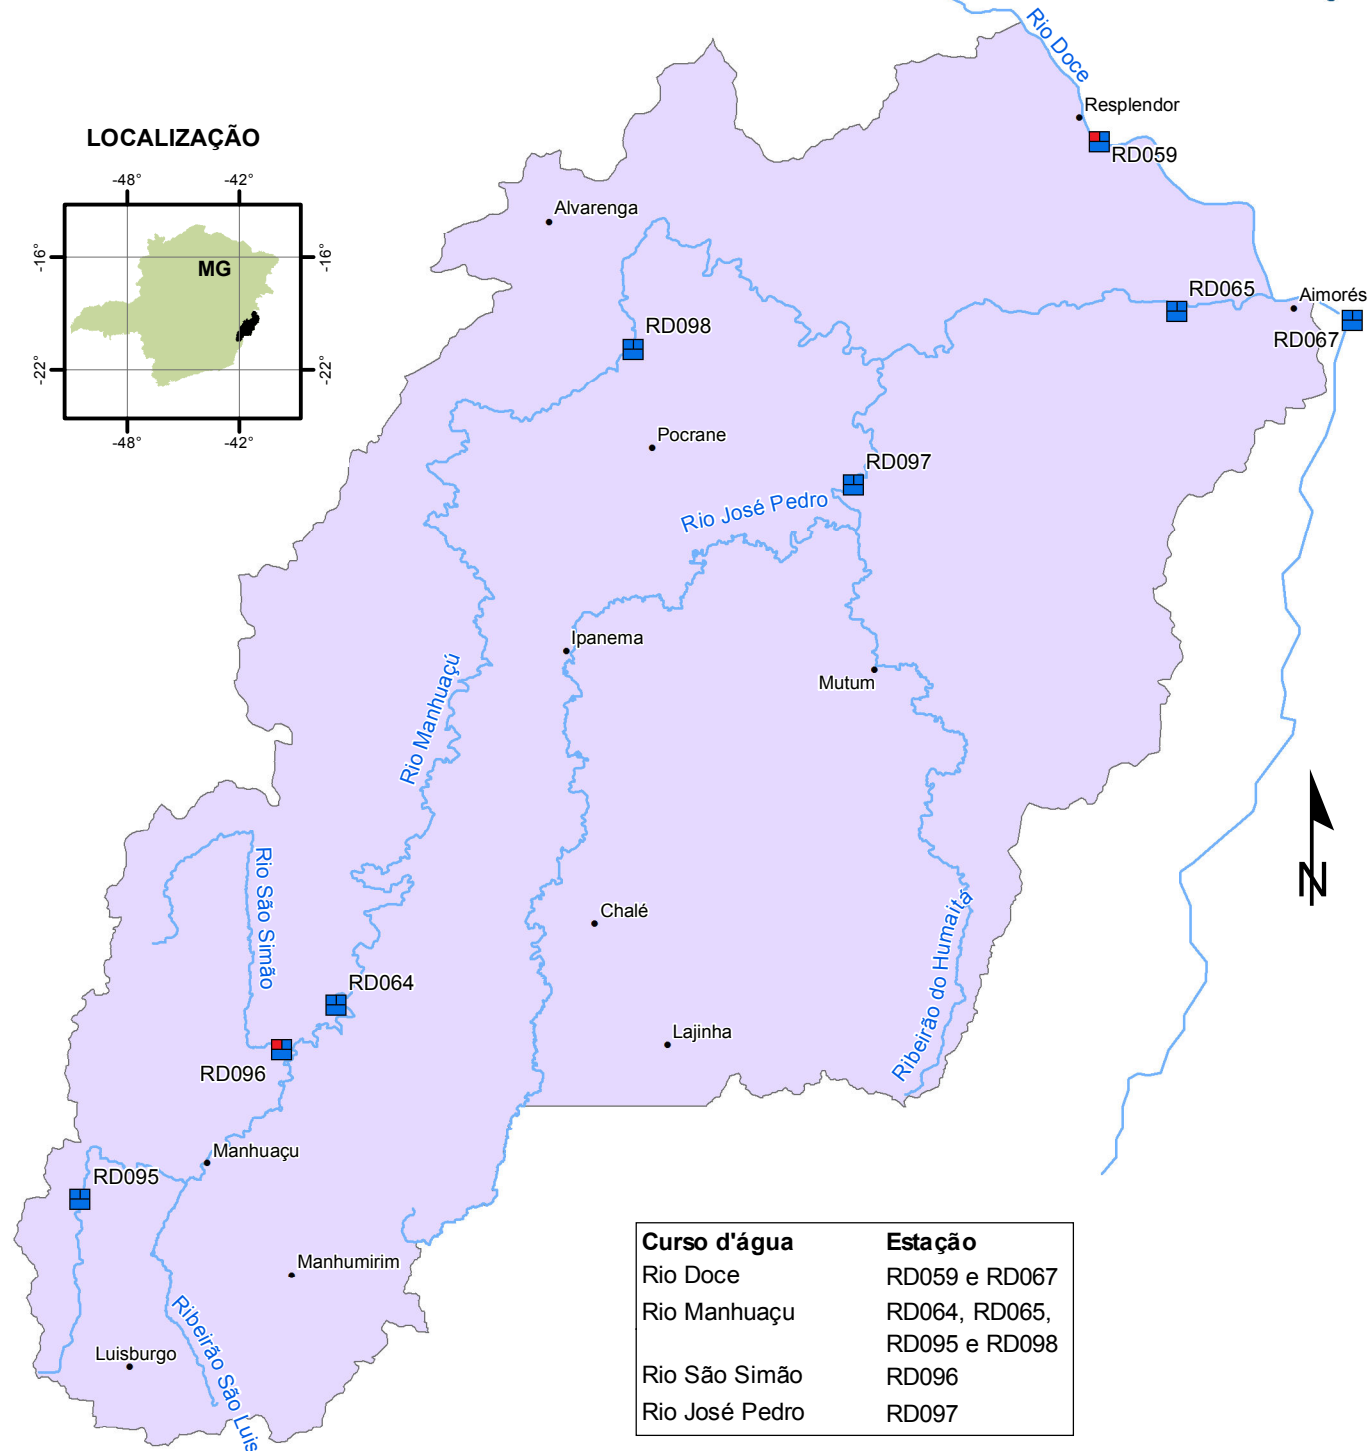 Rio Doce
Resplendor
RD059
LOCALIZAÇÃO
-48°
-42°
-16°
MG
-16°
-22°
-22°
-48°
-42°
Alvarenga
RD098
RD065
Aimorés
RD067
Pocrane
RD097
Rio José Pedro
Ipanema
Mutum
Rio Manhuaçú
Rio São Simão
Chalé
Ribeirão do Humaitá
N
RD064
Lajinha
RD096
Manhuaçu
RD095
Manhumirim
Ribeirão São Luis
Luisburgo
Curso d'água Estação
Rio Doce RD059 e RD067
Rio Manhuaçu RD064, RD065,
RD095 e RD098
Rio São Simão RD096
Rio José Pedro RD097